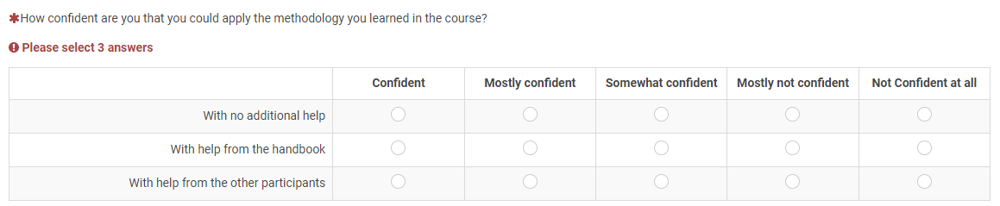 *How confident are you that you could apply the methodology you learned in the course?
Please select 3 answers
Confident Mostly confident Somewhat confident Mostly not confident Not Confident at all
With no additional help
With help from the handbook
With help from the other participants